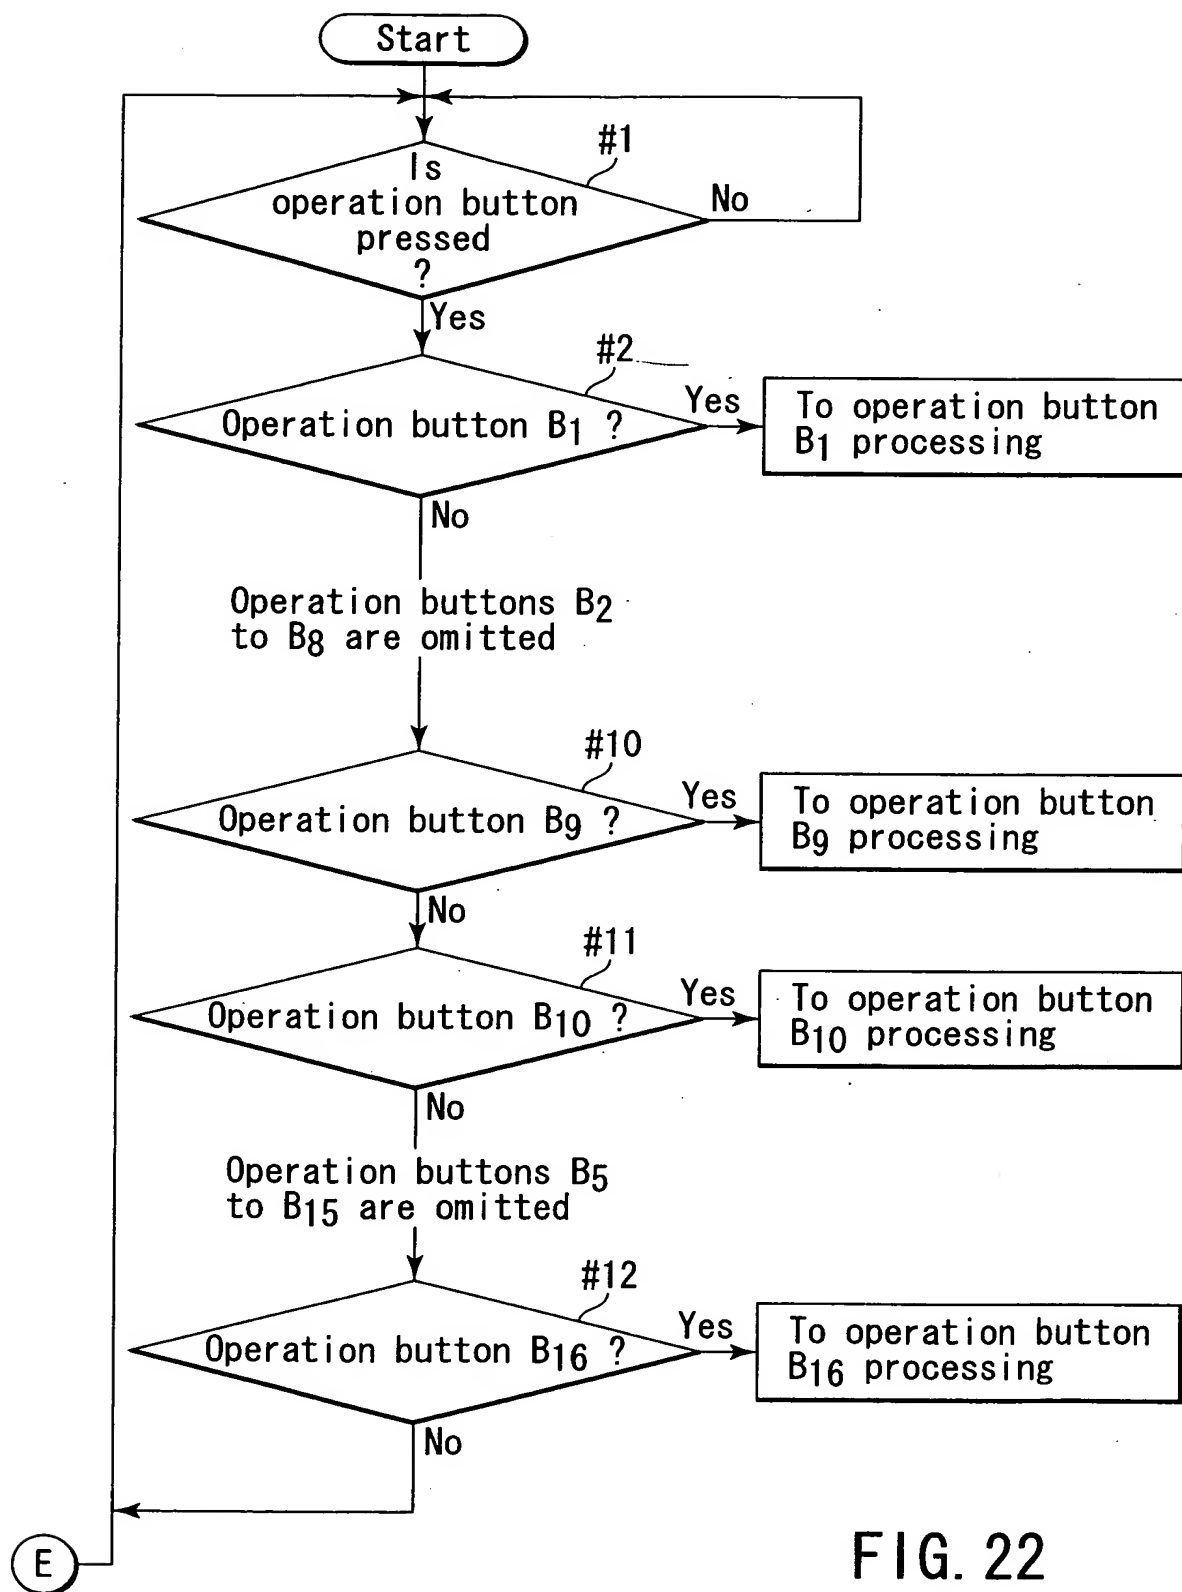 Start
#1
Is
operation button
pressed
?
No
Yes
#2
Operation button B1 ?
Yes
To operation button
B1 processing
No
Operation buttons B2
to B8 are omitted
#10
Operation button B9 ?
Yes
To operation button
B9 processing
No
#11
Operation button B10 ?
Yes
To operation button
B10 processing
No
Operation buttons B5
to B15 are omitted
#12
Operation button B16 ?
Yes
To operation button
B16 processing
No
E
FIG. 22